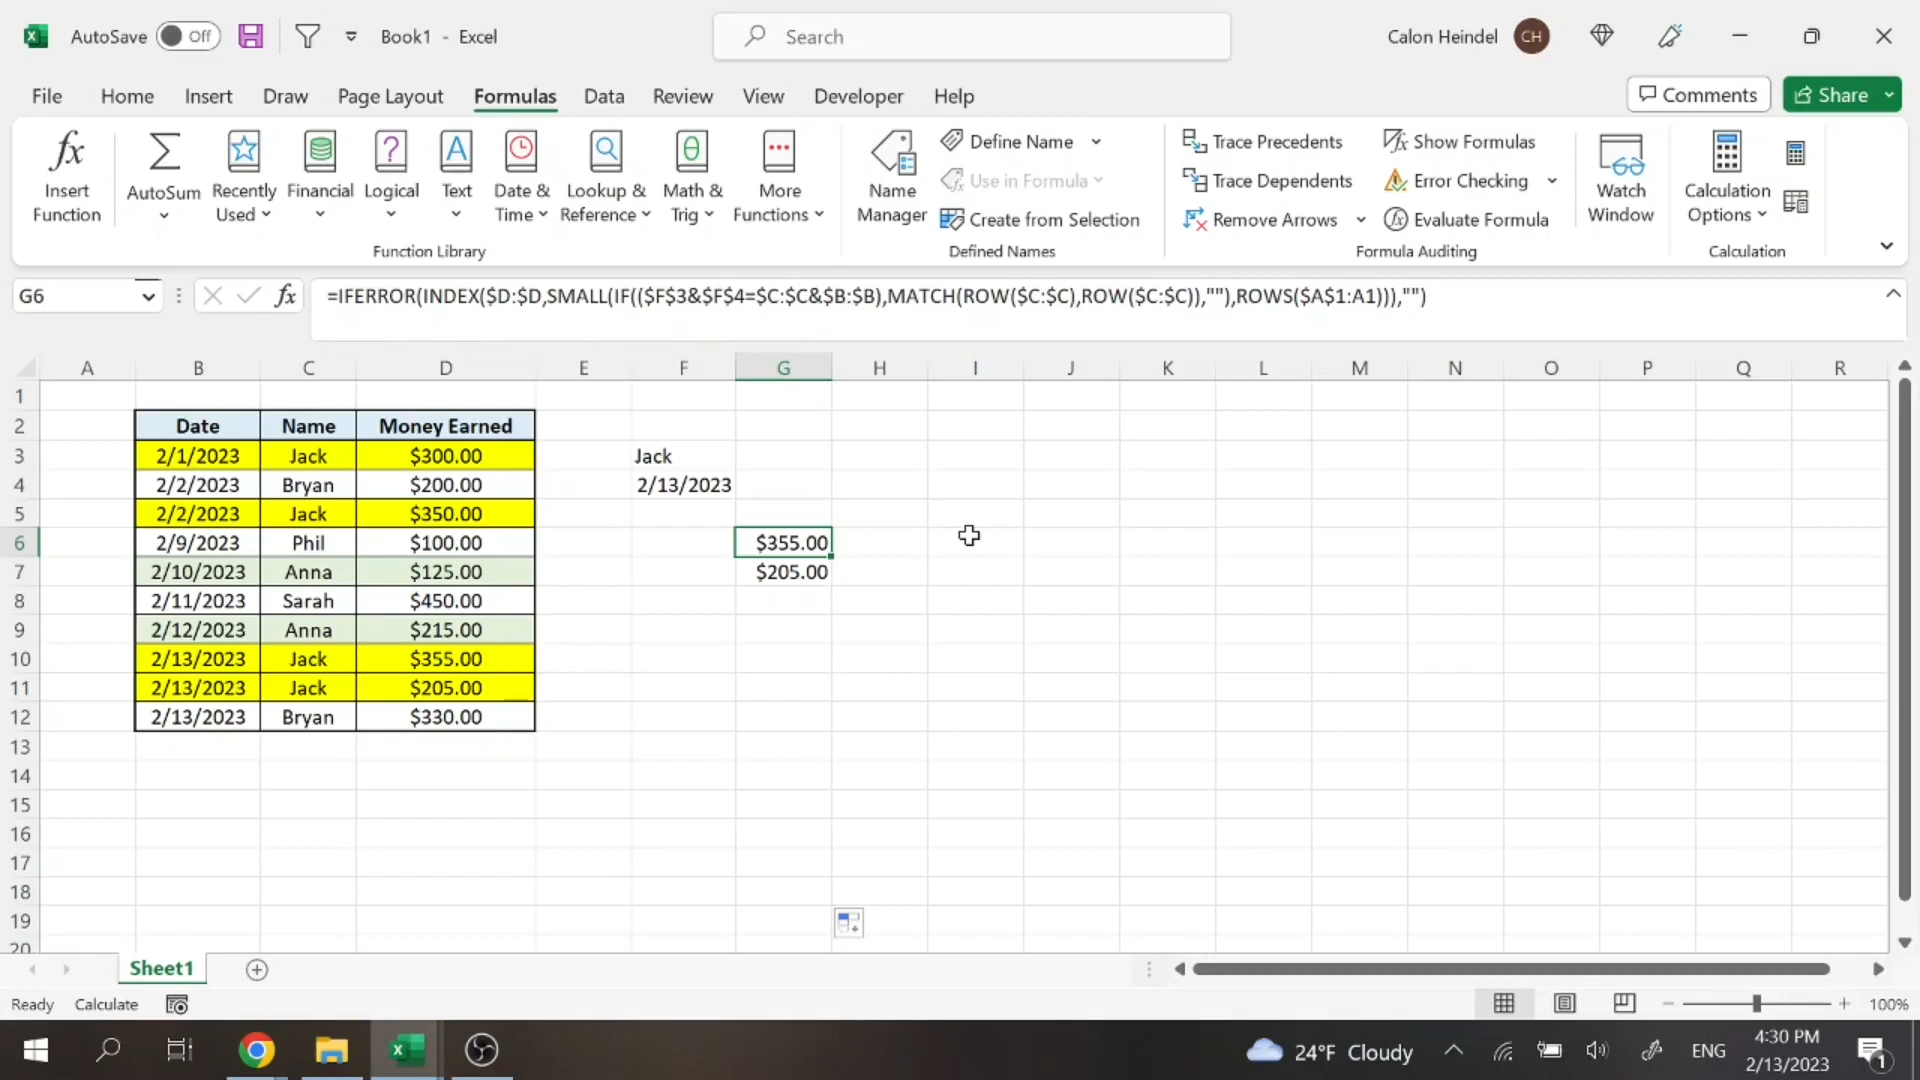 AutoSave Off Book1 - Excel Search Calon Heindel CH
File Home Insert Draw Page Layout Formulas Data Review View Developer Help Comments Share
fx Σ ? A θ
Insert Function
AutoSum
Recently Used
Financial
Logical
Text
Date & Time
Lookup & Reference
Math & Trig
More Functions
Function Library
Name Manager
Define Name
Use in Formula
Create from Selection
Defined Names
Trace Precedents
Trace Dependents
Remove Arrows
Show Formulas
Error Checking
Evaluate Formula
Formula Auditing
Watch Window
Calculation Options
Calculation
G6 fx =IFERROR(INDEX($D:$D,SMALL(IF(($F$3&$F$4=$C:$C&$B:$B),MATCH(ROW($C:$C),ROW($C:$C)),""),ROWS($A$1:A1))),"")
A B C D E F G H I J K L M N O P Q R
1
2 Date Name Money Earned
3 2/1/2023 Jack $300.00 Jack
4 2/2/2023 Bryan $200.00 2/13/2023
5 2/2/2023 Jack $350.00
6 2/9/2023 Phil $100.00 $355.00
7 2/10/2023 Anna $125.00 $205.00
8 2/11/2023 Sarah $450.00
9 2/12/2023 Anna $215.00
10 2/13/2023 Jack $355.00
11 2/13/2023 Jack $205.00
12 2/13/2023 Bryan $330.00
13
14
15
16
17
18
19
20
Sheet1
Ready Calculate 100%
24°F Cloudy ENG 4:30 PM
2/13/2023 1